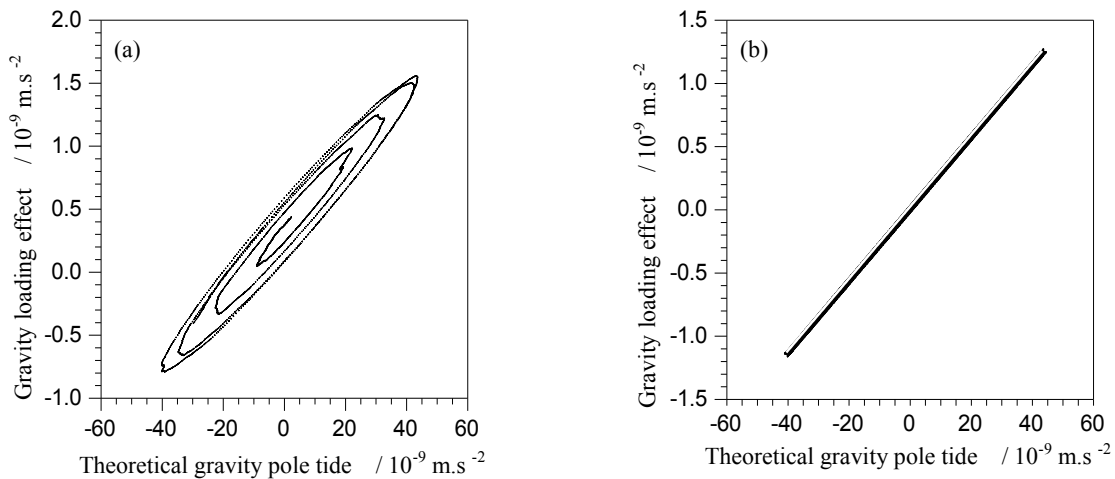 (a)
2.0
1.5
1.0
0.5
0.0
-0.5
-1.0
-60 -40 -20 0 20 40 60
Gravity loading effect / 10⁻⁹ m.s ⁻²
Theoretical gravity pole tide / 10⁻⁹ m.s ⁻²
(b)
1.5
1.0
0.5
0.0
-0.5
-1.0
-1.5
-60 -40 -20 0 20 40 60
Gravity loading effect / 10⁻⁹ m.s ⁻²
Theoretical gravity pole tide / 10⁻⁹ m.s ⁻²